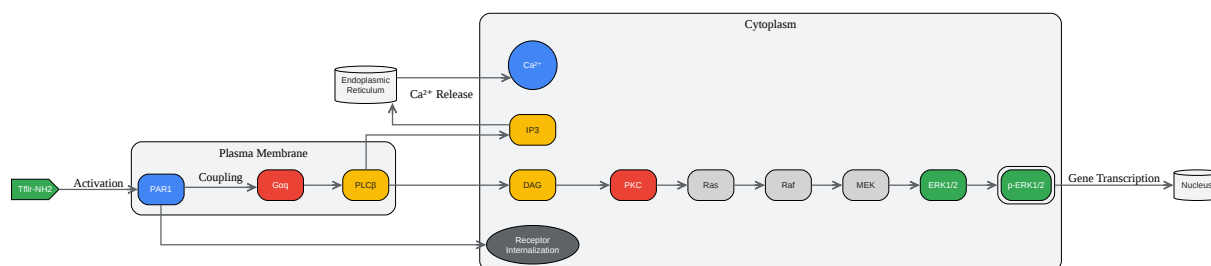 Cytoplasm
Ca²⁺
Endoplasmic
Reticulum
Ca²⁺ Release
IP3
Plasma Membrane
Tfllr-NH2
Activation
PAR1
Coupling
Gαq
PLCβ
DAG
PKC
Ras
Raf
MEK
ERK1/2
p-ERK1/2
Gene Transcription
Nucleus
Receptor
Internalization